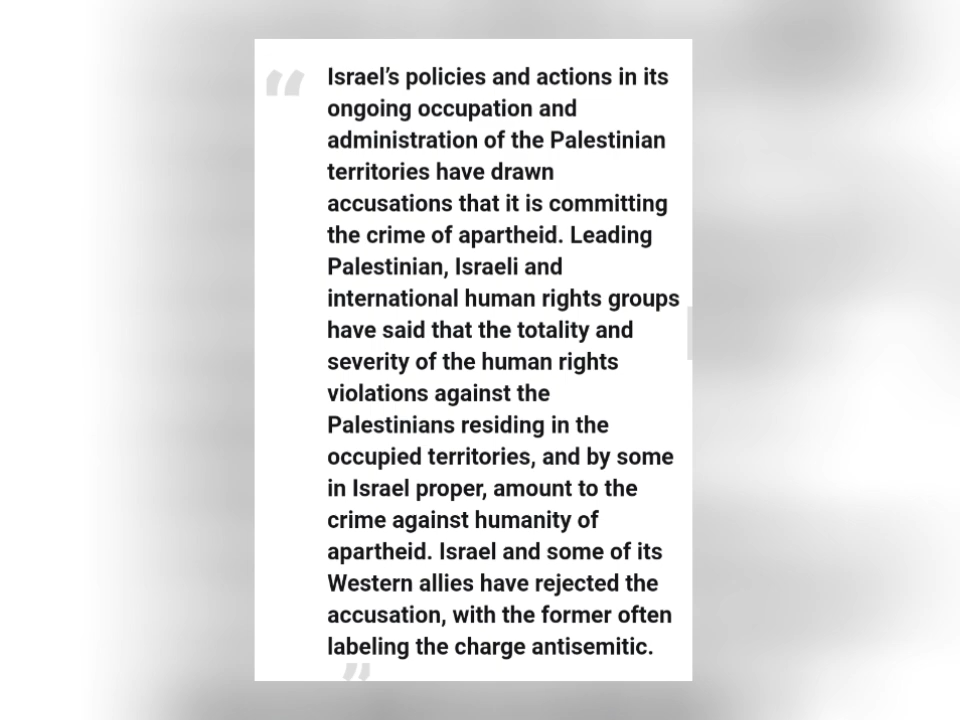 “
Israel’s policies and actions in its
ongoing occupation and
administration of the Palestinian
territories have drawn
accusations that it is committing
the crime of apartheid. Leading
Palestinian, Israeli and
international human rights groups
have said that the totality and
severity of the human rights
violations against the
Palestinians residing in the
occupied territories, and by some
in Israel proper, amount to the
crime against humanity of
apartheid. Israel and some of its
Western allies have rejected the
accusation, with the former often
labeling the charge antisemitic.
”